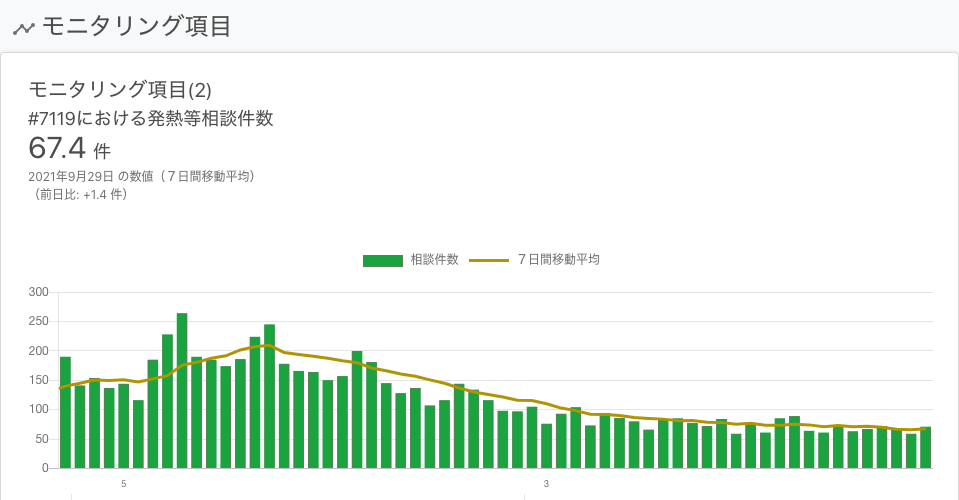 モニタリング項目
モニタリング項目(2)
#7119における発熱等相談件数
67.4 件
2021年9月29日 の数値（７日間移動平均）
（前日比: +1.4 件）
相談件数 ７日間移動平均
300
250
200
150
100
50
0
5 3